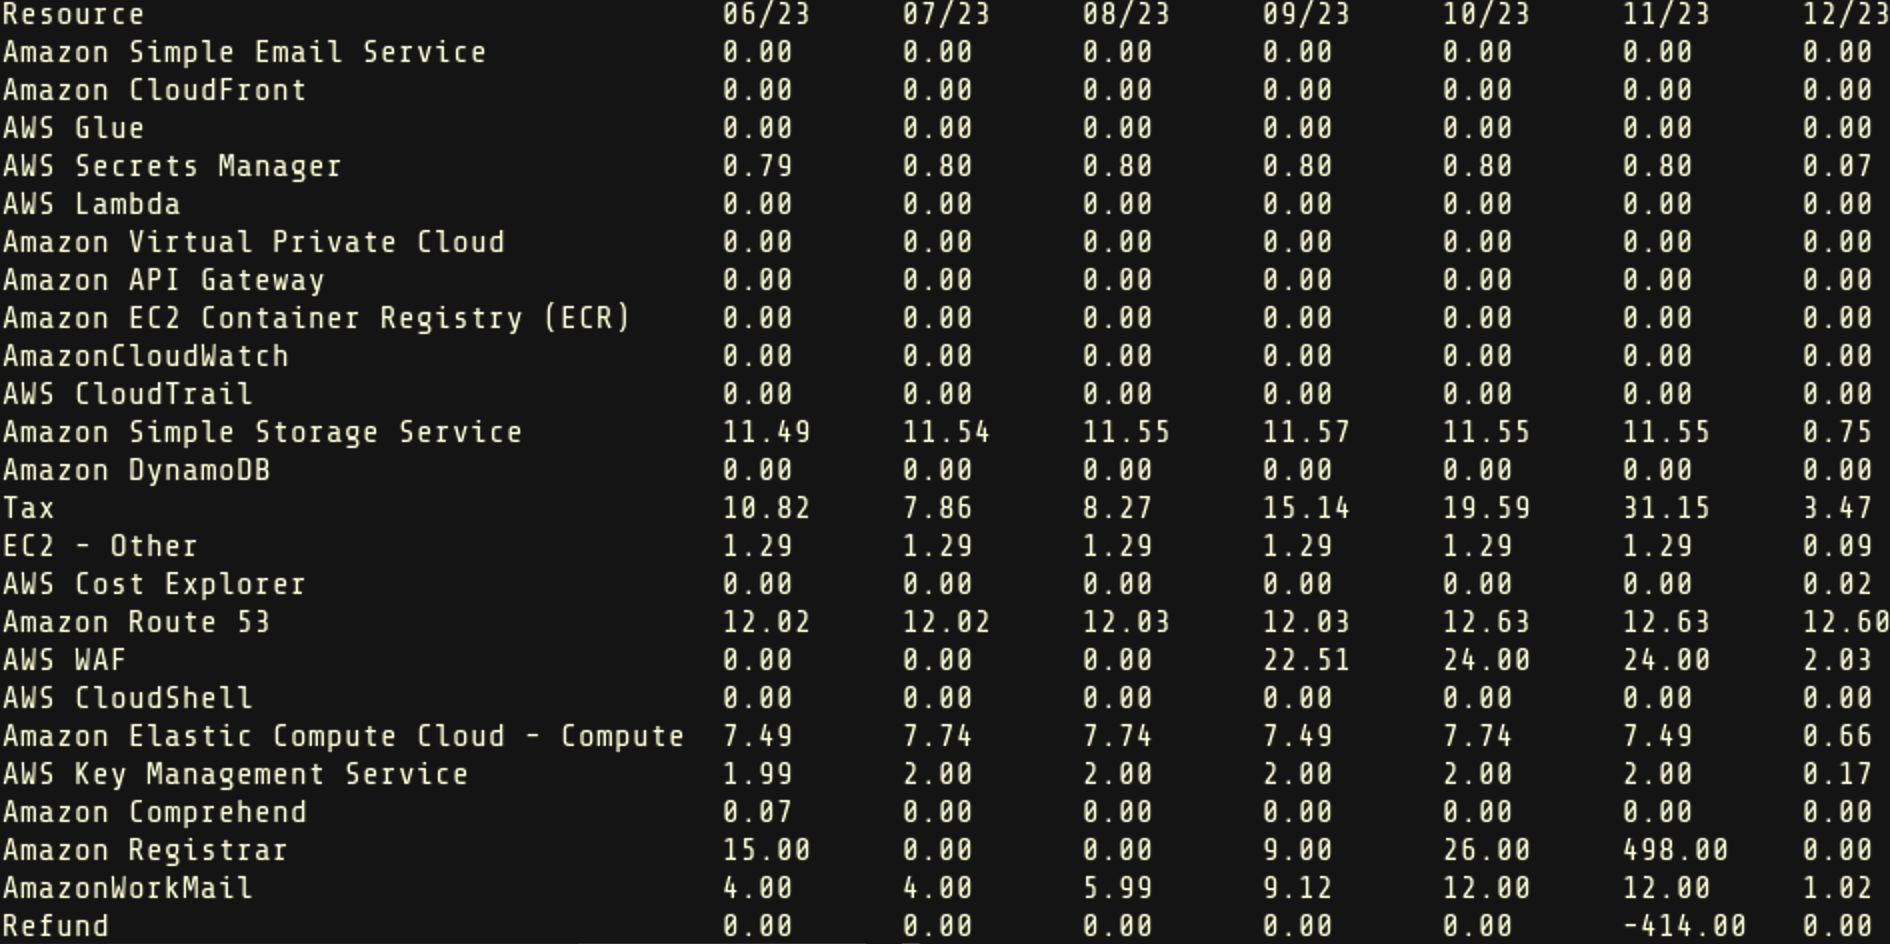 Resource 06/23 07/23 08/23 09/23 10/23 11/23 12/23
Amazon Simple Email Service 0.00 0.00 0.00 0.00 0.00 0.00 0.00
Amazon CloudFront 0.00 0.00 0.00 0.00 0.00 0.00 0.00
AWS Glue 0.00 0.00 0.00 0.00 0.00 0.00 0.00
AWS Secrets Manager 0.79 0.80 0.80 0.80 0.80 0.80 0.07
AWS Lambda 0.00 0.00 0.00 0.00 0.00 0.00 0.00
Amazon Virtual Private Cloud 0.00 0.00 0.00 0.00 0.00 0.00 0.00
Amazon API Gateway 0.00 0.00 0.00 0.00 0.00 0.00 0.00
Amazon EC2 Container Registry (ECR) 0.00 0.00 0.00 0.00 0.00 0.00 0.00
AmazonCloudWatch 0.00 0.00 0.00 0.00 0.00 0.00 0.00
AWS CloudTrail 0.00 0.00 0.00 0.00 0.00 0.00 0.00
Amazon Simple Storage Service 11.49 11.54 11.55 11.57 11.55 11.55 0.75
Amazon DynamoDB 0.00 0.00 0.00 0.00 0.00 0.00 0.00
Tax 10.82 7.86 8.27 15.14 19.59 31.15 3.47
EC2 - Other 1.29 1.29 1.29 1.29 1.29 1.29 0.09
AWS Cost Explorer 0.00 0.00 0.00 0.00 0.00 0.00 0.02
Amazon Route 53 12.02 12.02 12.03 12.03 12.63 12.63 12.60
AWS WAF 0.00 0.00 0.00 22.51 24.00 24.00 2.03
AWS CloudShell 0.00 0.00 0.00 0.00 0.00 0.00 0.00
Amazon Elastic Compute Cloud - Compute 7.49 7.74 7.74 7.49 7.74 7.49 0.66
AWS Key Management Service 1.99 2.00 2.00 2.00 2.00 2.00 0.17
Amazon Comprehend 0.07 0.00 0.00 0.00 0.00 0.00 0.00
Amazon Registrar 15.00 0.00 0.00 9.00 26.00 498.00 0.00
AmazonWorkMail 4.00 4.00 5.99 9.12 12.00 12.00 1.02
Refund 0.00 0.00 0.00 0.00 0.00 -414.00 0.00